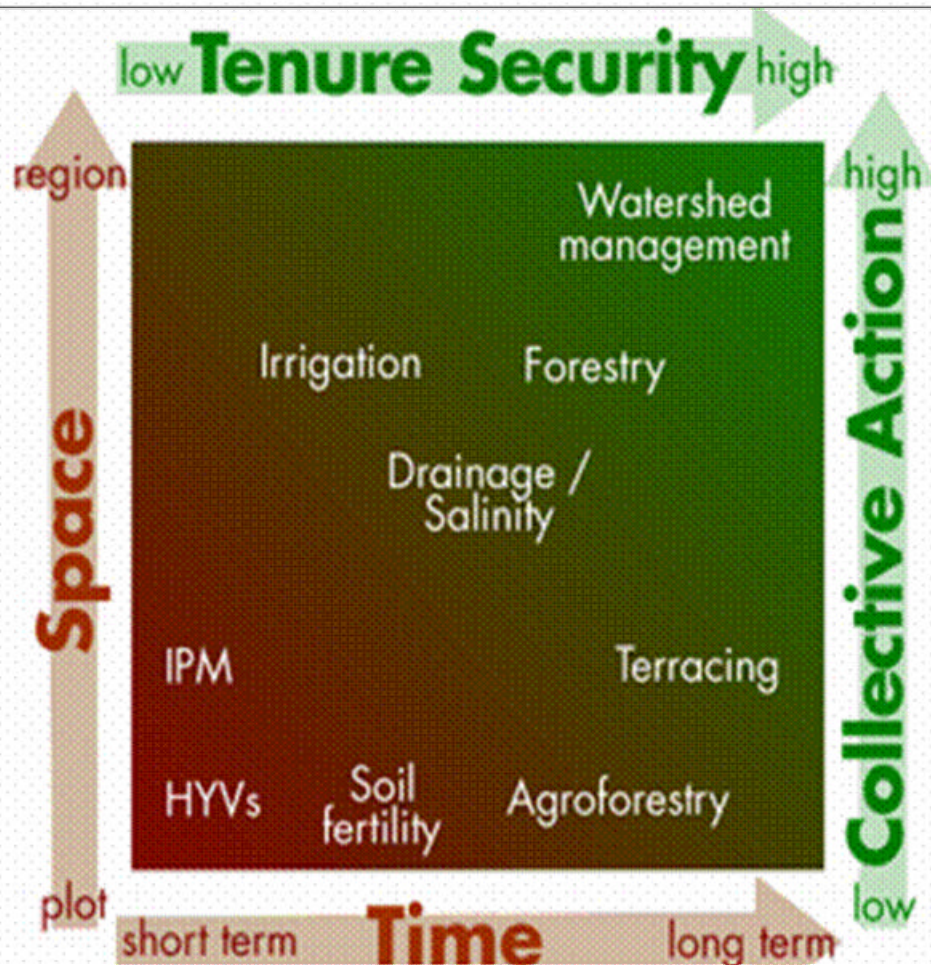 low Tenure Security high
region
high
Watershed
management
Irrigation
Forestry
Drainage /
Salinity
Space
Collective Action
IPM
Terracing
HYVs
Soil
fertility
Agroforestry
plot
low
short term Time long term